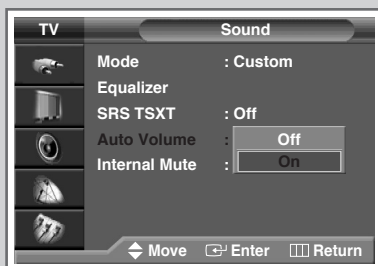 TV Sound
Mode : Custom
Equalizer
SRS TSXT : Off
Auto Volume : Off
Internal Mute : On
Move Enter Return